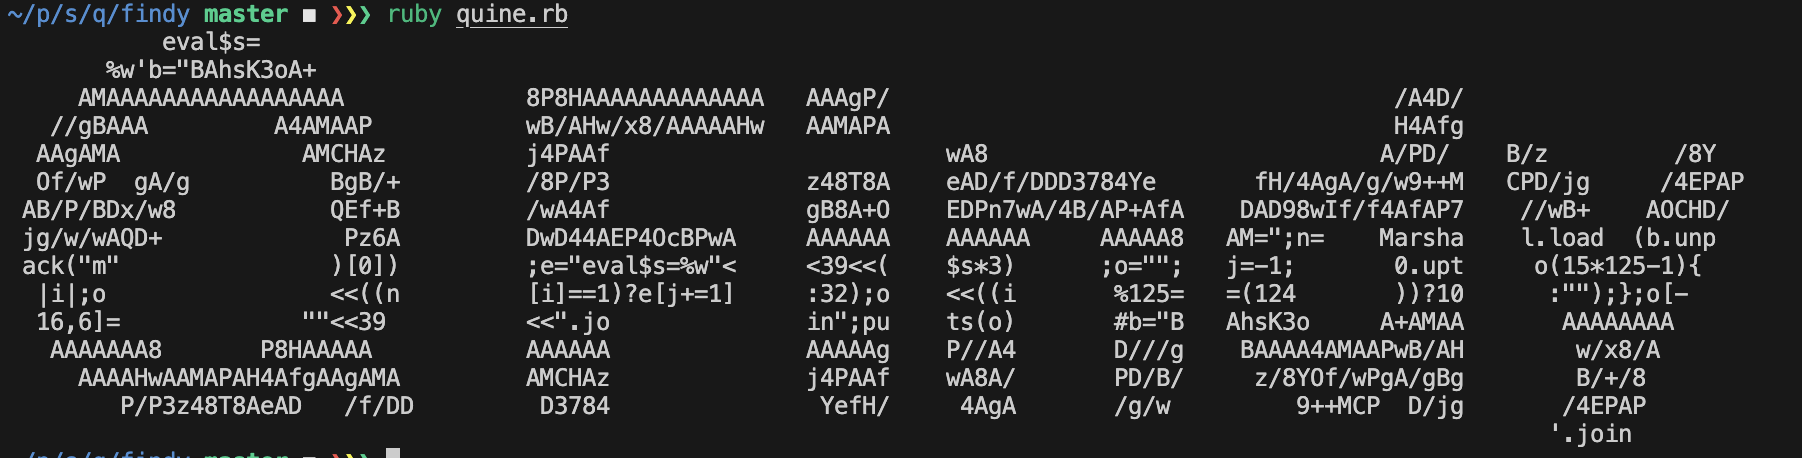 ~/p/s/q/findy master ■ ❯❯❯ ruby quine.rb
           eval$s=
       %w'b="BAhsK3oA+
     AMAAAAAAAAAAAAAAAAA             8P8HAAAAAAAAAAAAA   AAAgP/                                    /A4D/
   //gBAAA         A4AMAAP           wB/AHw/x8/AAAAAHw   AAMAPA                                    H4Afg
  AAgAMA             AMCHAz          j4PAAf                        wA8                            A/PD/    B/z         /8Y
  Of/wP  gA/g          BgB/+         /8P/P3              z48T8A    eAD/f/DDD3784Ye       fH/4AgA/g/w9++M   CPD/jg     /4EPAP
 AB/P/BDx/w8           QEf+B         /wA4Af              gB8A+O    EDPn7wA/4B/AP+AfA    DAD98wIf/f4AfAP7    //wB+    AOCHD/
 jg/w/wAQD+             Pz6A         DwD44AEP4OcBPwA     AAAAAA    AAAAAA     AAAAA8   AM=";n=    Marsha    l.load  (b.unp
 ack("m"               )[0])         ;e="eval$s=%w"<     <39<<(    $s*3)      ;o="";   j=-1;       0.upt     o(15*125-1){
  |i|;o                <<((n         [i]==1)?e[j+=1]     :32);o    <<((i       %125=   =(124       ))?10      :"");};o[-
  16,6]=             ""<<39          <<".jo              in";pu    ts(o)       #b="B   AhsK3o     A+AMAA       AAAAAAAA
   AAAAAAA8       P8HAAAAA           AAAAAA              AAAAAg    P//A4       D///g    BAAAA4AMAAPwB/AH        w/x8/A
     AAAAHwAAMAPAH4AfgAAgAMA         AMCHAz              j4PAAf    wA8A/       PD/B/     z/8YOf/wPgA/gBg        B/+/8
        P/P3z48T8AeAD   /f/DD         D3784               YefH/     4AgA       /g/w         9++MCP  D/jg       /4EPAP
                                                                                                              '.join
~/p/s/q/findy master ■ ❯❯❯